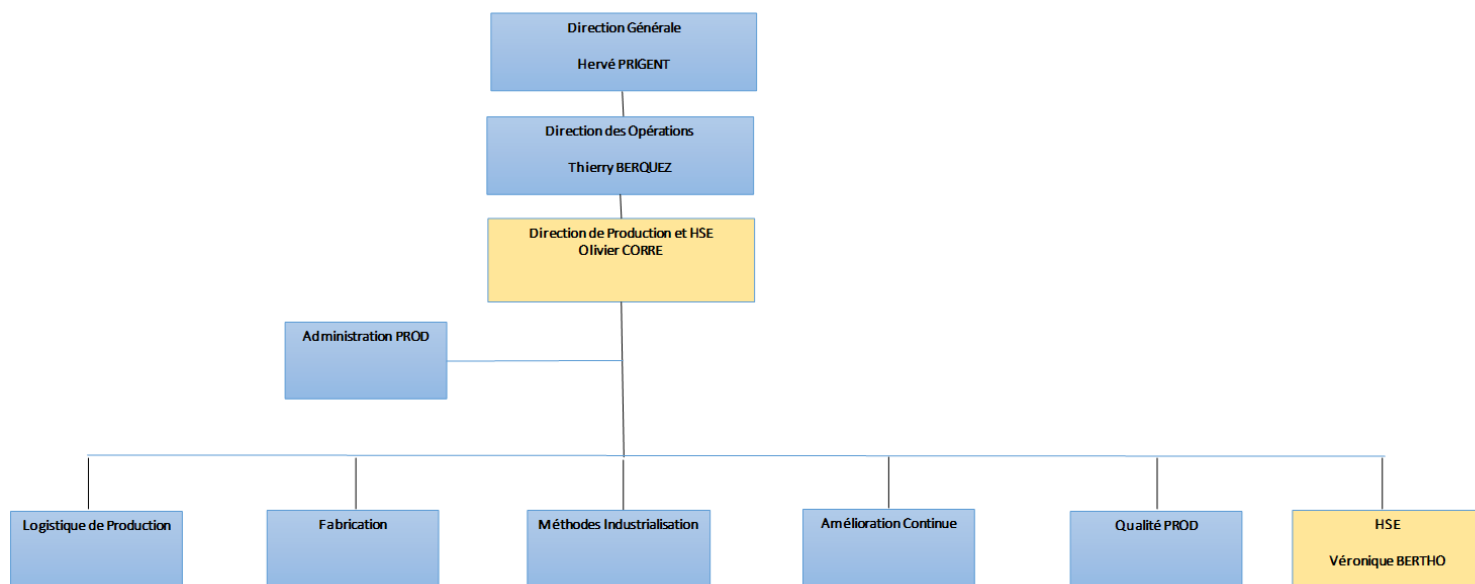 Direction Générale
Hervé PRIGENT
Direction des Opérations
Thierry BERQUEZ
Direction de Production et HSE
Olivier CORRE
Administration PROD
Logistique de Production
Fabrication
Méthodes Industrialisation
Amélioration Continue
Qualité PROD
HSE
Véronique BERTHO